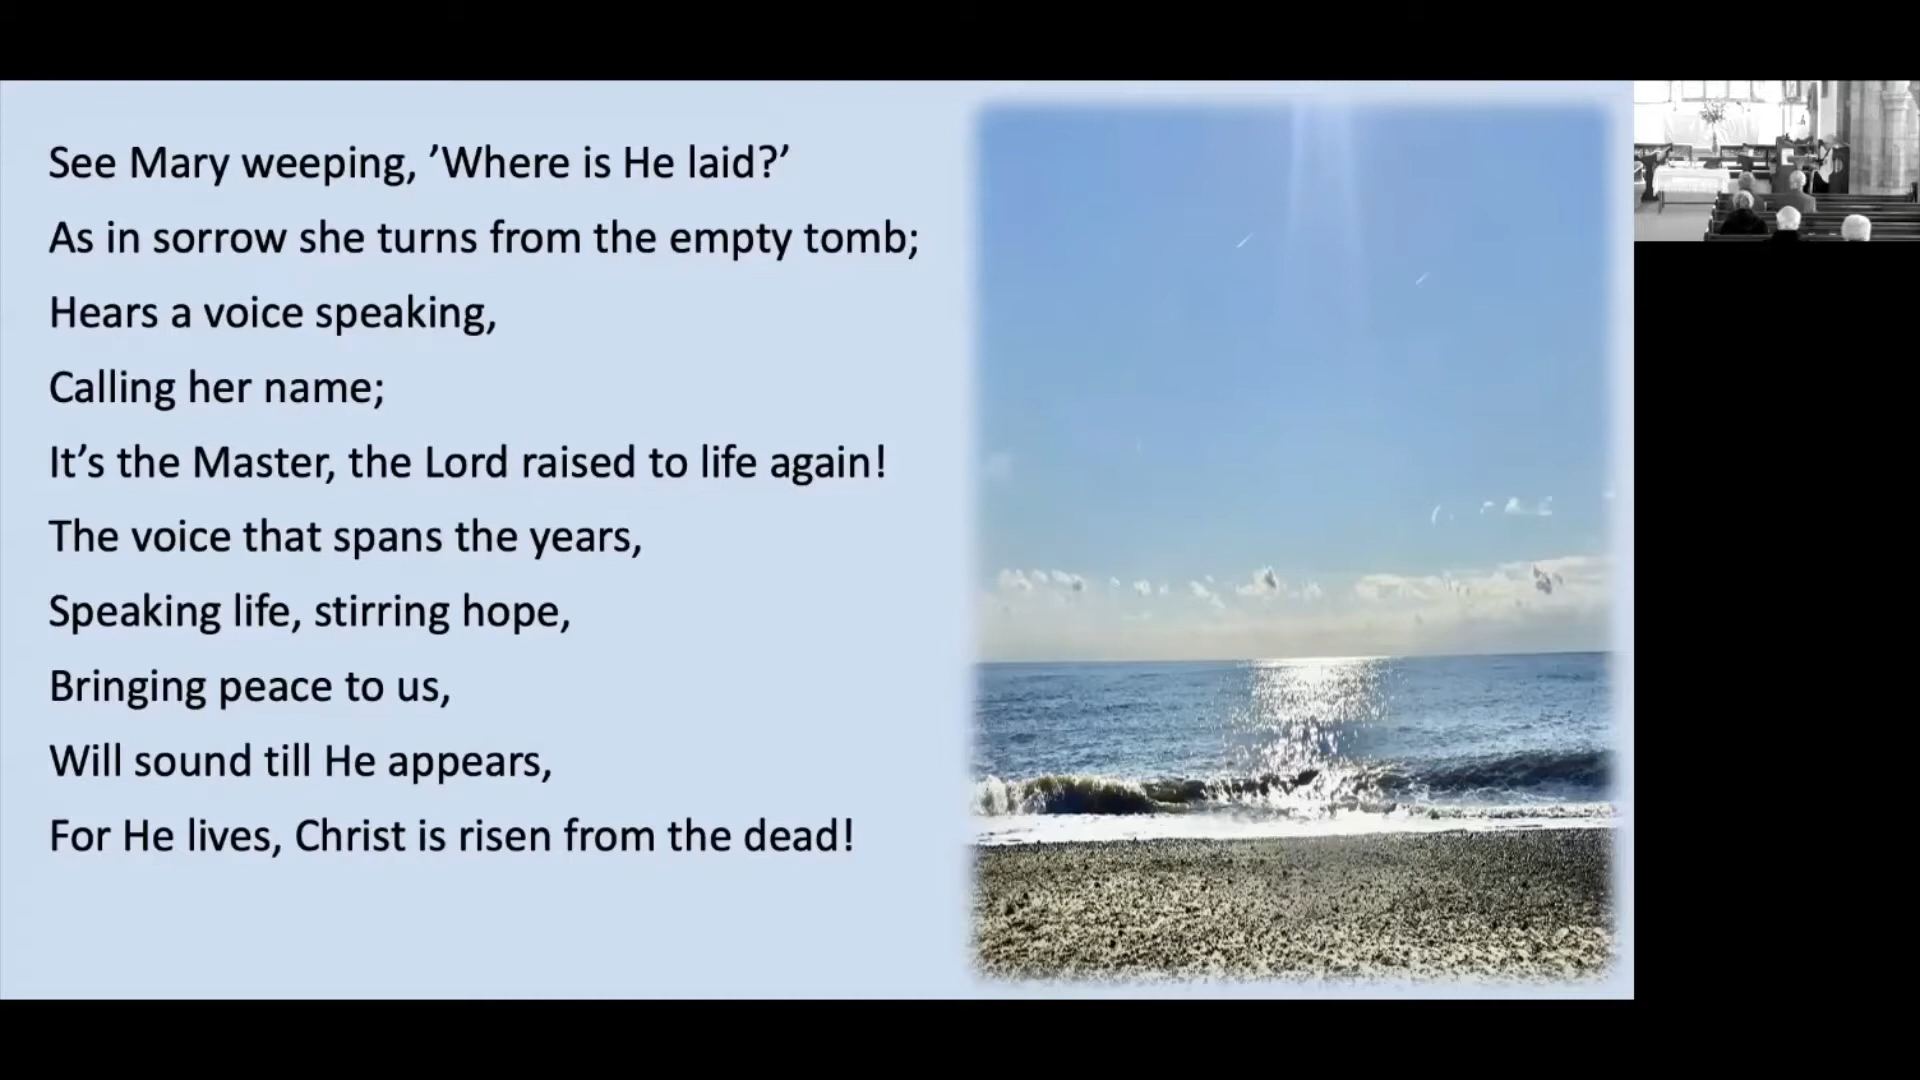 See Mary weeping, ’Where is He laid?’
As in sorrow she turns from the empty tomb;
Hears a voice speaking,
Calling her name;
It’s the Master, the Lord raised to life again!
The voice that spans the years,
Speaking life, stirring hope,
Bringing peace to us,
Will sound till He appears,
For He lives, Christ is risen from the dead!